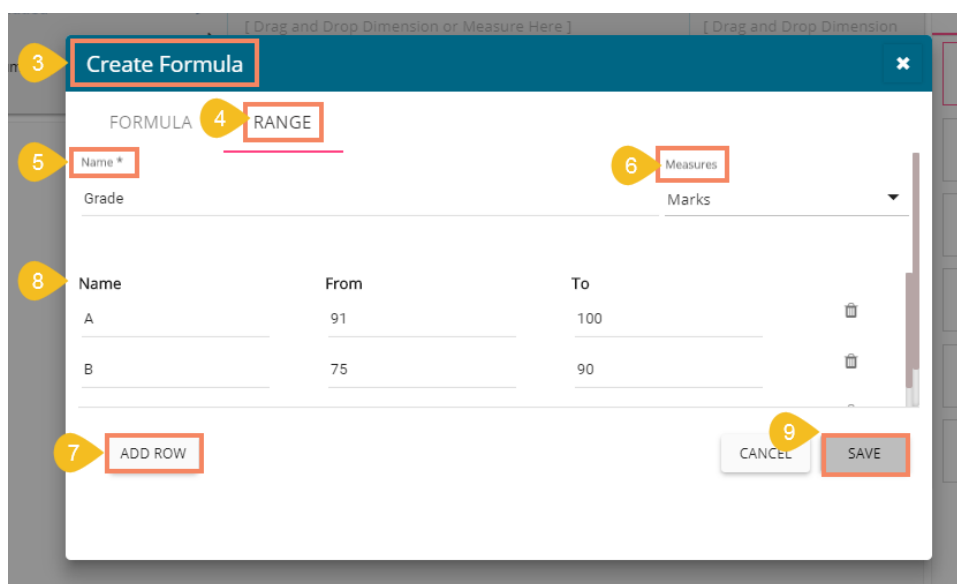 [ Drag and Drop Dimension or Measure Here ] [ Drag and Drop Dimension
3 Create Formula
FORMULA 4 RANGE
5 Name * 6 Measures
Grade Marks
8 Name From To
A 91 100
B 75 90
7 ADD ROW CANCEL 9 SAVE